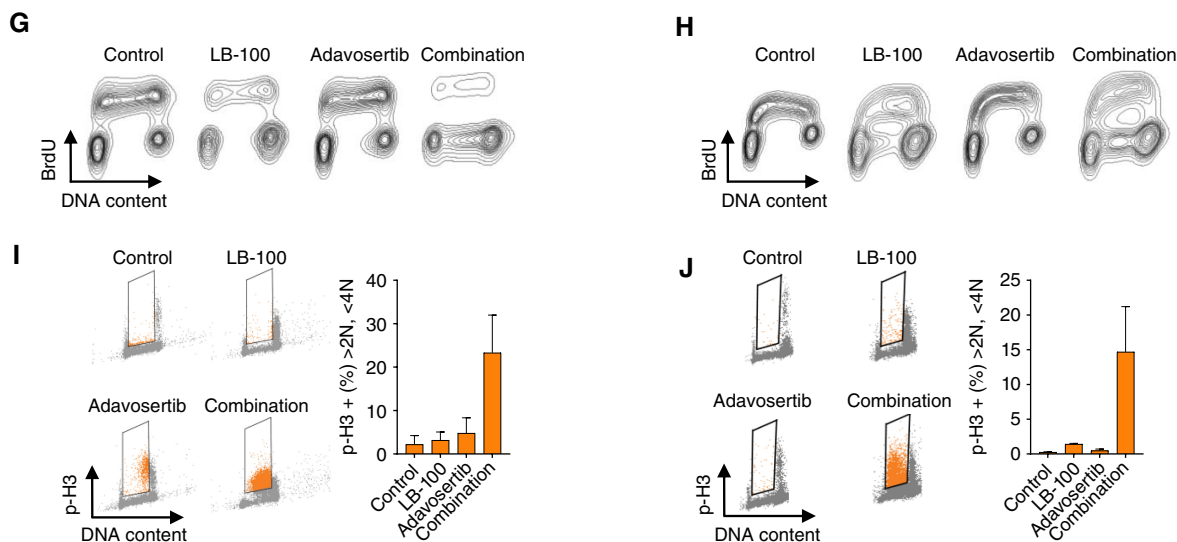 G
Control LB-100 Adavosertib Combination
BrdU
DNA content
H
Control LB-100 Adavosertib Combination
BrdU
DNA content
I
Control LB-100
Adavosertib Combination
p-H3
DNA content
p-H3 + (%) >2N, <4N
40
30
20
10
0
Control
LB-100
Adavosertib
Combination
J
Control LB-100
Adavosertib Combination
p-H3
DNA content
p-H3 + (%) >2N, <4N
25
20
15
10
5
0
Control
LB-100
Adavosertib
Combination